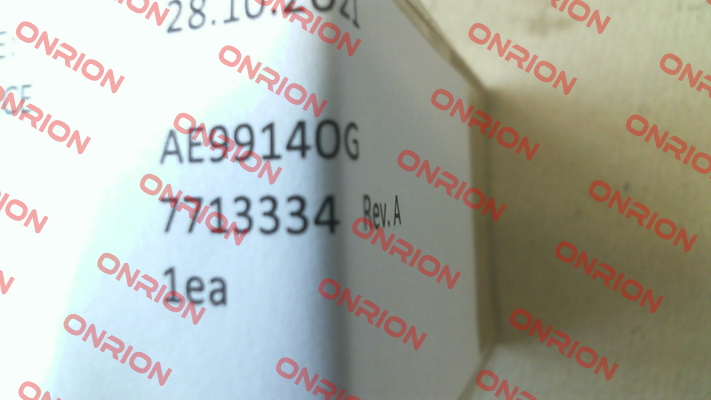 28.10.2021
AE99140G
7713334 Rev. A
1ea
ONRION